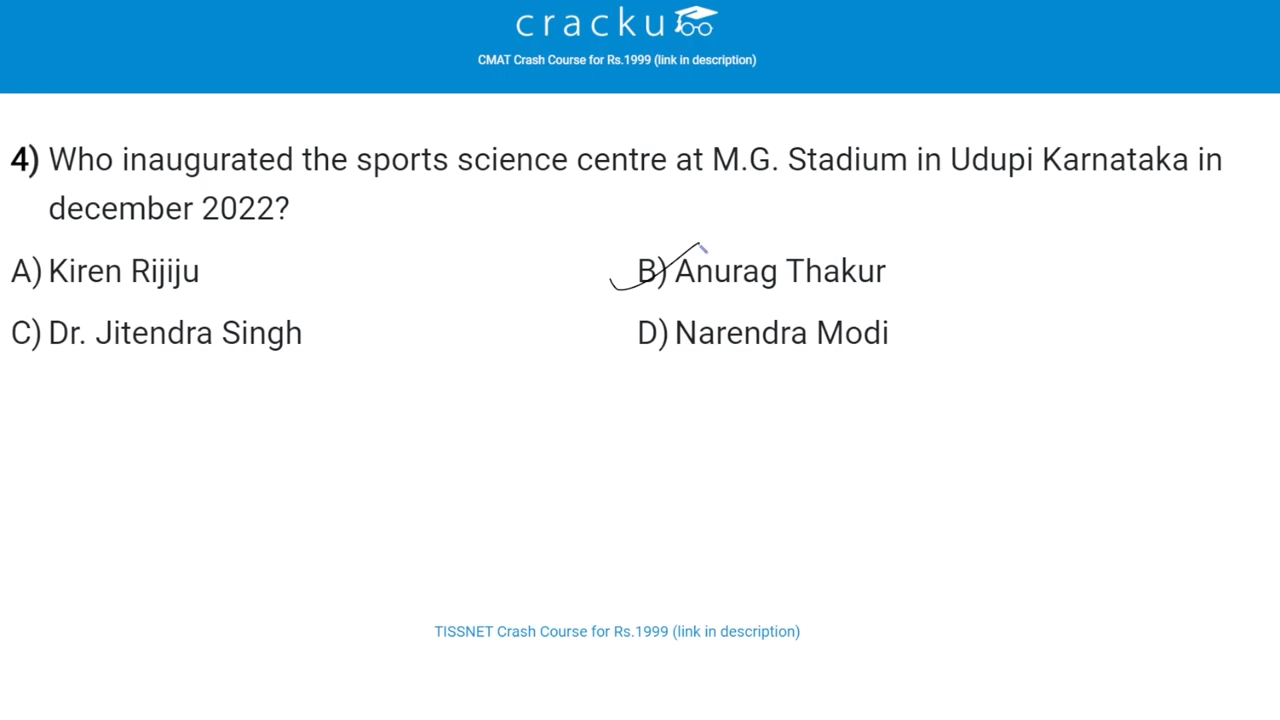 cracku
CMAT Crash Course for Rs.1999 (link in description)
4) Who inaugurated the sports science centre at M.G. Stadium in Udupi Karnataka in
december 2022?
A) Kiren Rijiju
B) Anurag Thakur
C) Dr. Jitendra Singh
D) Narendra Modi
TISSNET Crash Course for Rs.1999 (link in description)